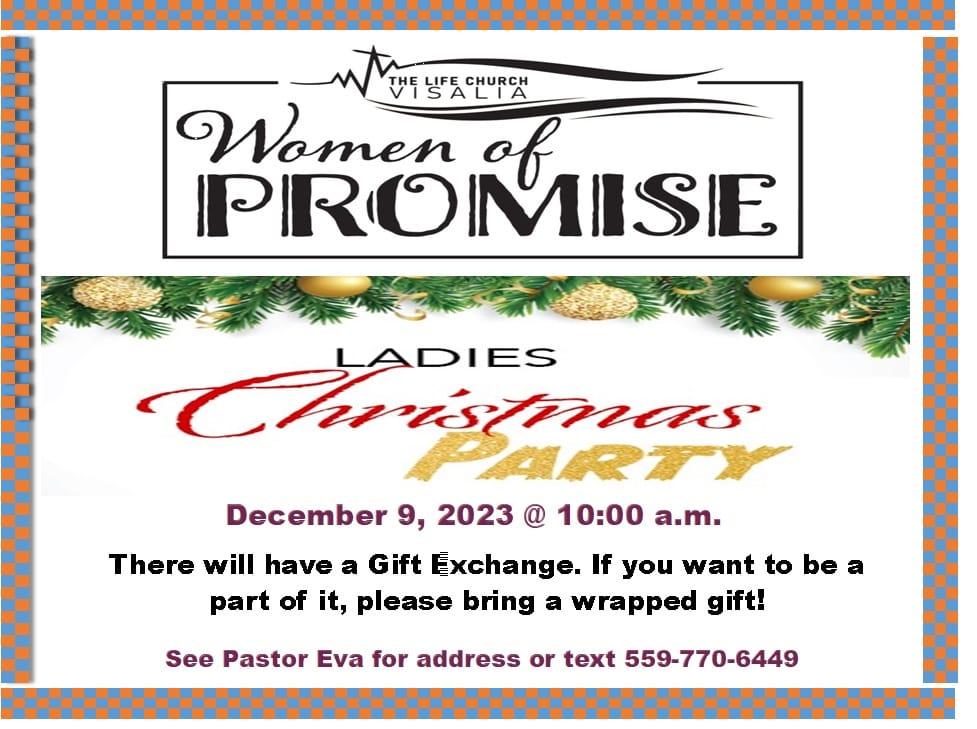 THE LIFE CHURCH
VISALIA
Women of
PROMISE
LADIES
Christmas
PARTY
December 9, 2023 @ 10:00 a.m.
There will have a Gift Exchange. If you want to be a
part of it, please bring a wrapped gift!
See Pastor Eva for address or text 559-770-6449